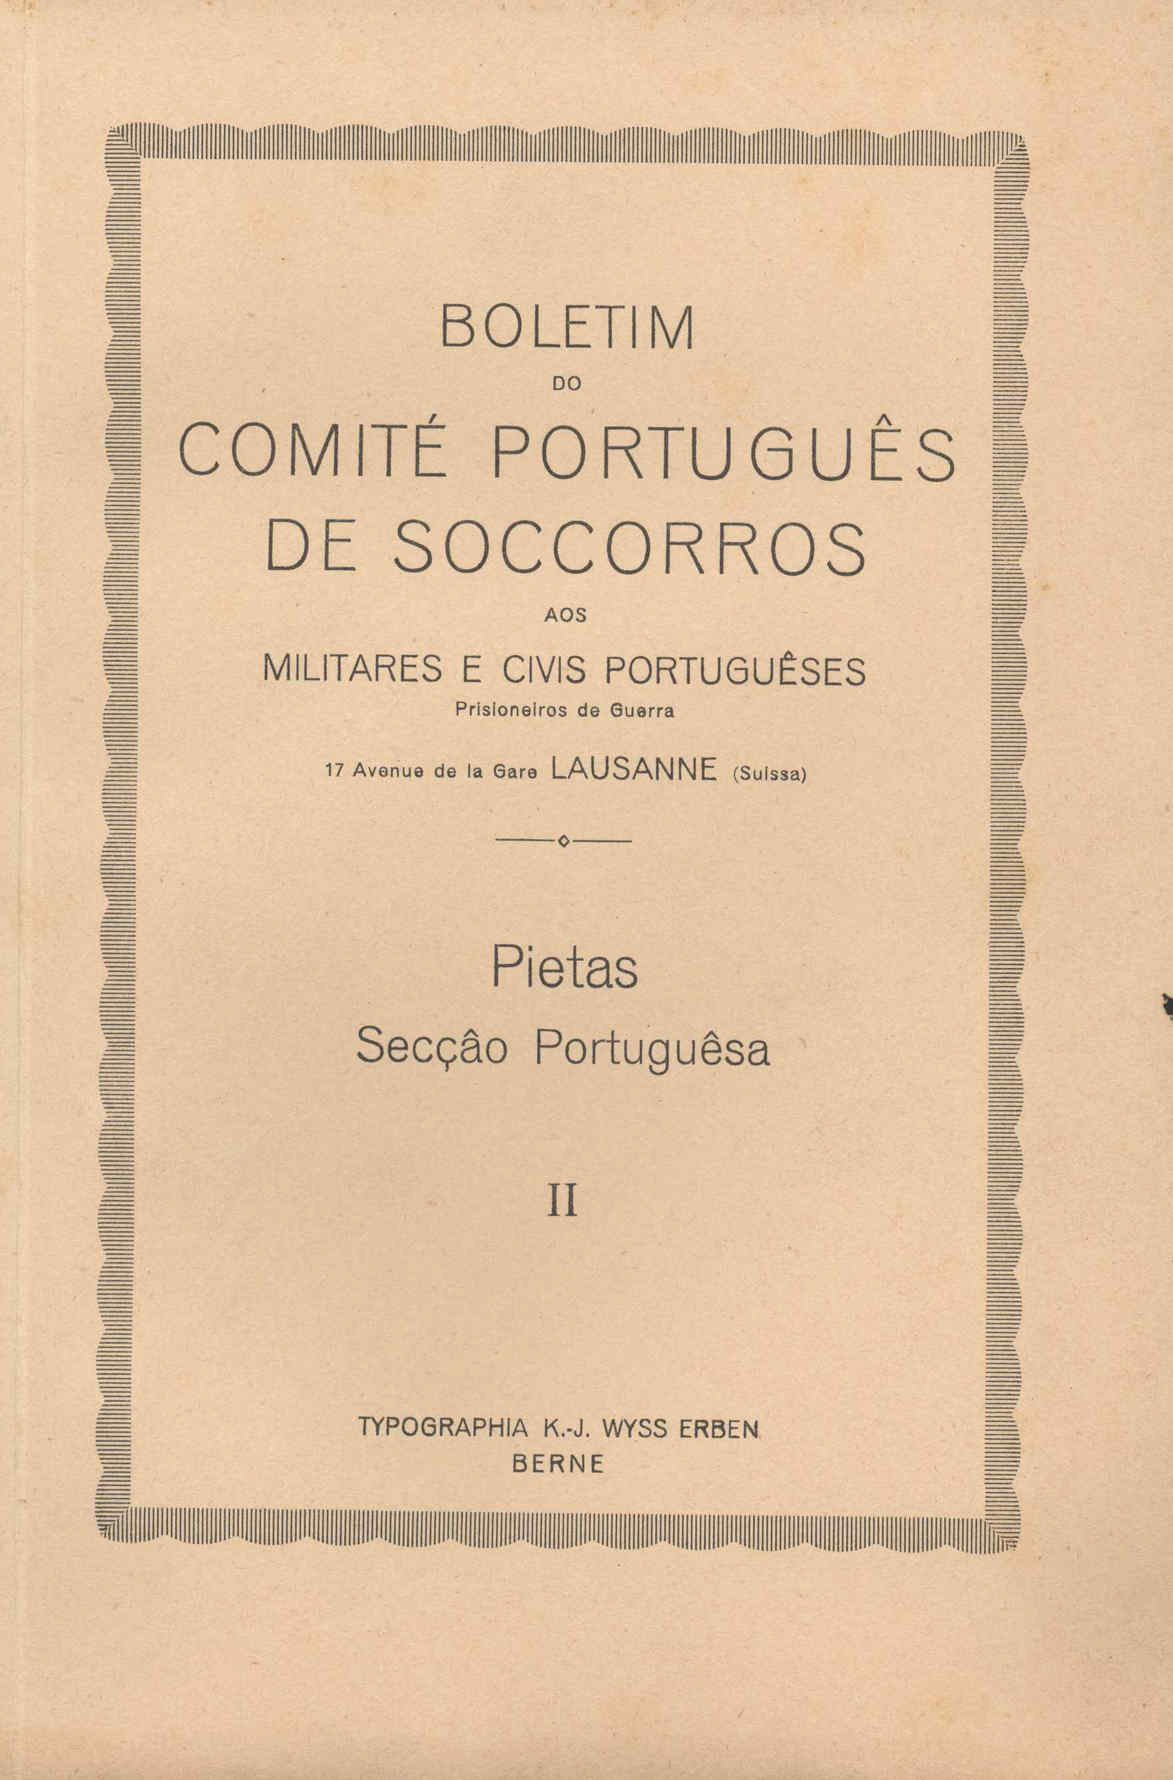 BOLETIM
DO
COMITÉ PORTUGUÊS
DE SOCCORROS
AOS
MILITARES E CIVIS PORTUGUÊSES
Prisioneiros de Guerra
17 Avenue de la Gare LAUSANNE (Suissa)
Pietas
Secçâo Portuguêsa
II
TYPOGRAPHIA K.-J. WYSS ERBEN
BERNE